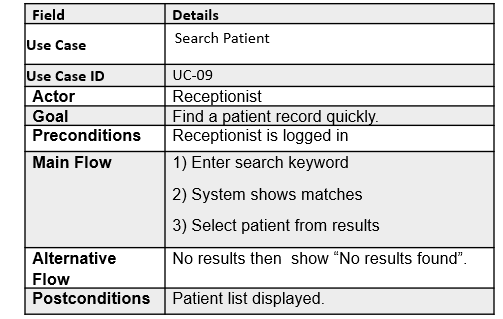 Field Details
Use Case Search Patient
Use Case ID UC-09
Actor Receptionist
Goal Find a patient record quickly.
Preconditions Receptionist is logged in
Main Flow 1) Enter search keyword
2) System shows matches
3) Select patient from results
Alternative Flow No results then show “No results found”.
Postconditions Patient list displayed.